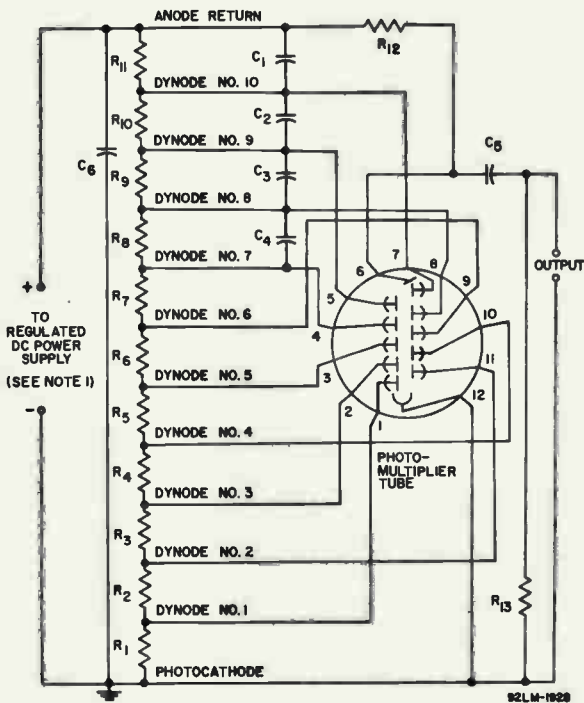 ANODE RETURN
R12
R11
C1
DYNODE NO. 10
R10
C2
DYNODE NO. 9
C6
C5
R9
C3
DYNODE NO. 8
R8
C4
DYNODE NO. 7
R7
DYNODE NO. 6
R6
DYNODE NO. 5
R5
DYNODE NO. 4
R4
DYNODE NO. 3
R3
DYNODE NO. 2
R2
DYNODE NO. 1
R1
PHOTOCATHODE
+
TO
REGULATED
DC POWER
SUPPLY
(SEE NOTE 1)
-
1
2
3
4
5
6
7
8
9
10
11
12
PHOTO-
MULTIPLIER
TUBE
OUTPUT
R13
92LM-1928